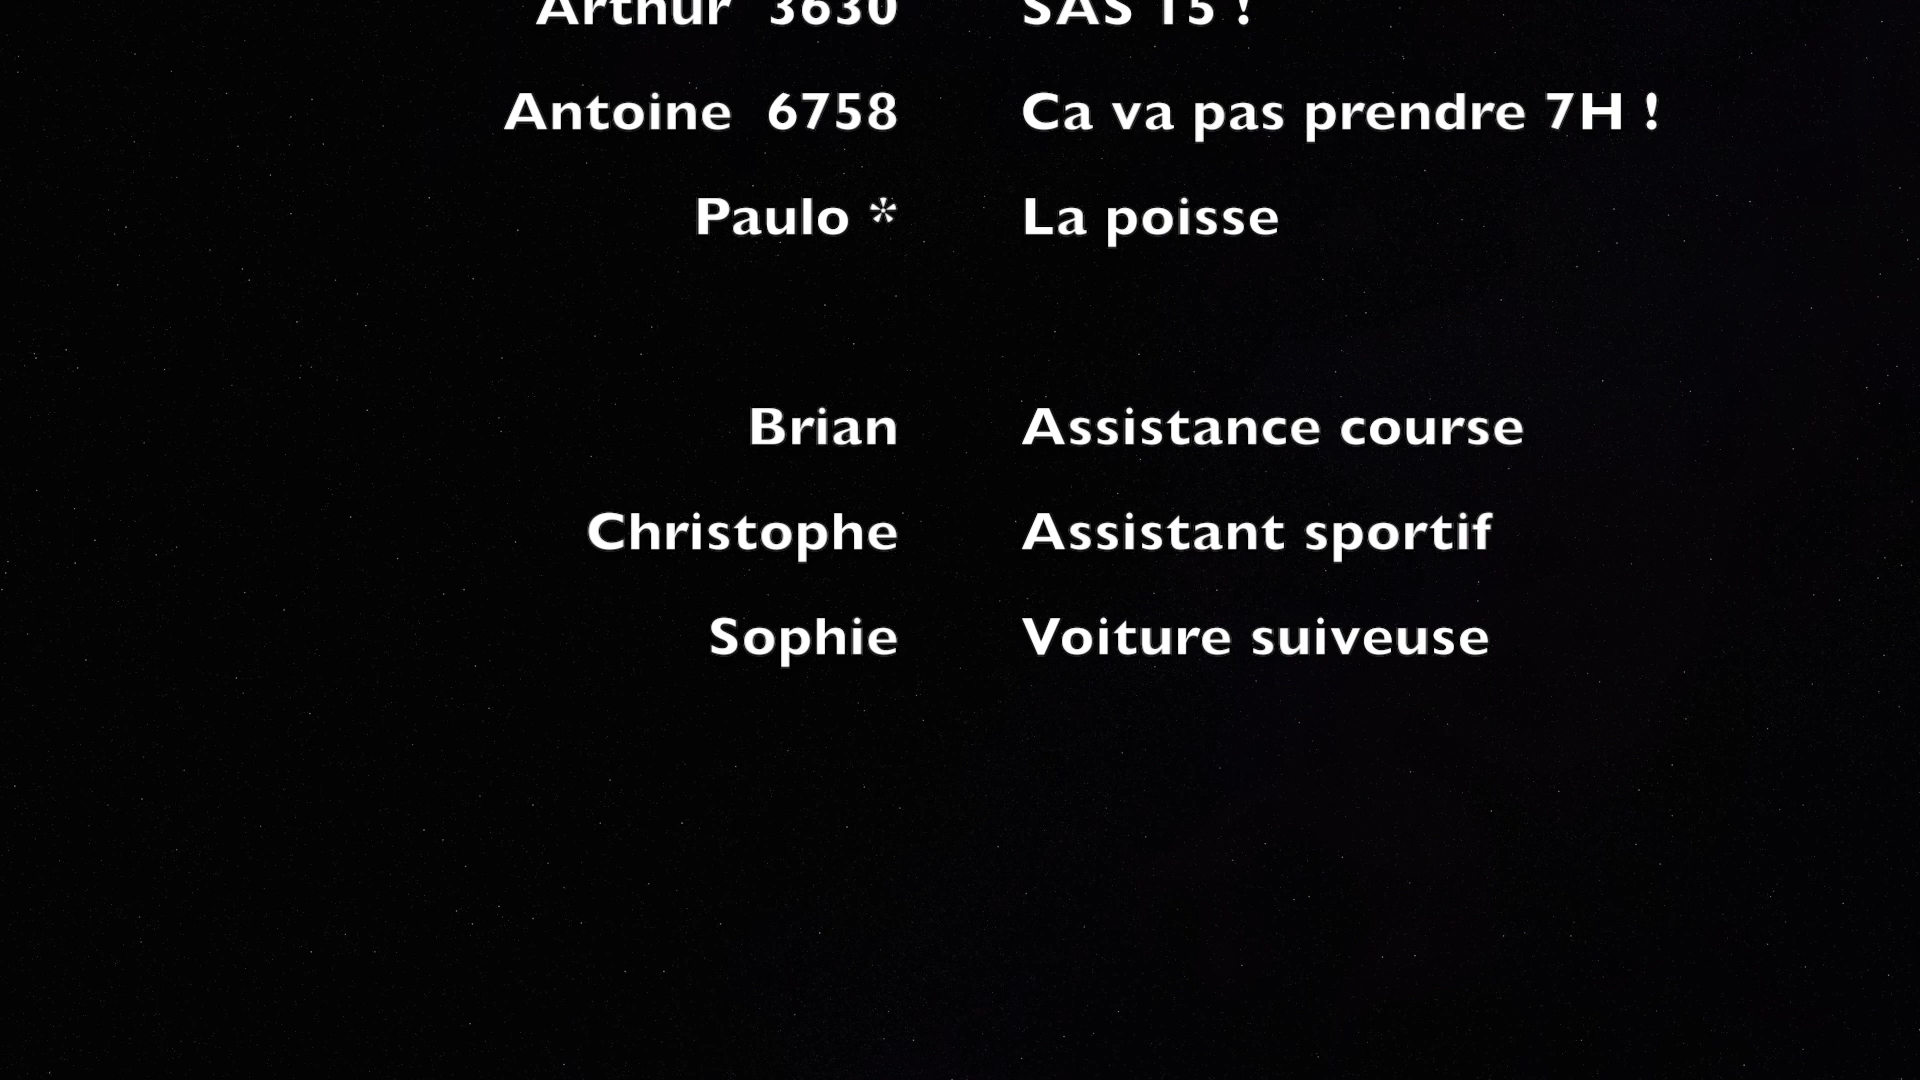 Arthur  3630 SAS 15 !
Antoine  6758 Ca va pas prendre 7H !
Paulo * La poisse
Brian Assistance course
Christophe Assistant sportif
Sophie Voiture suiveuse